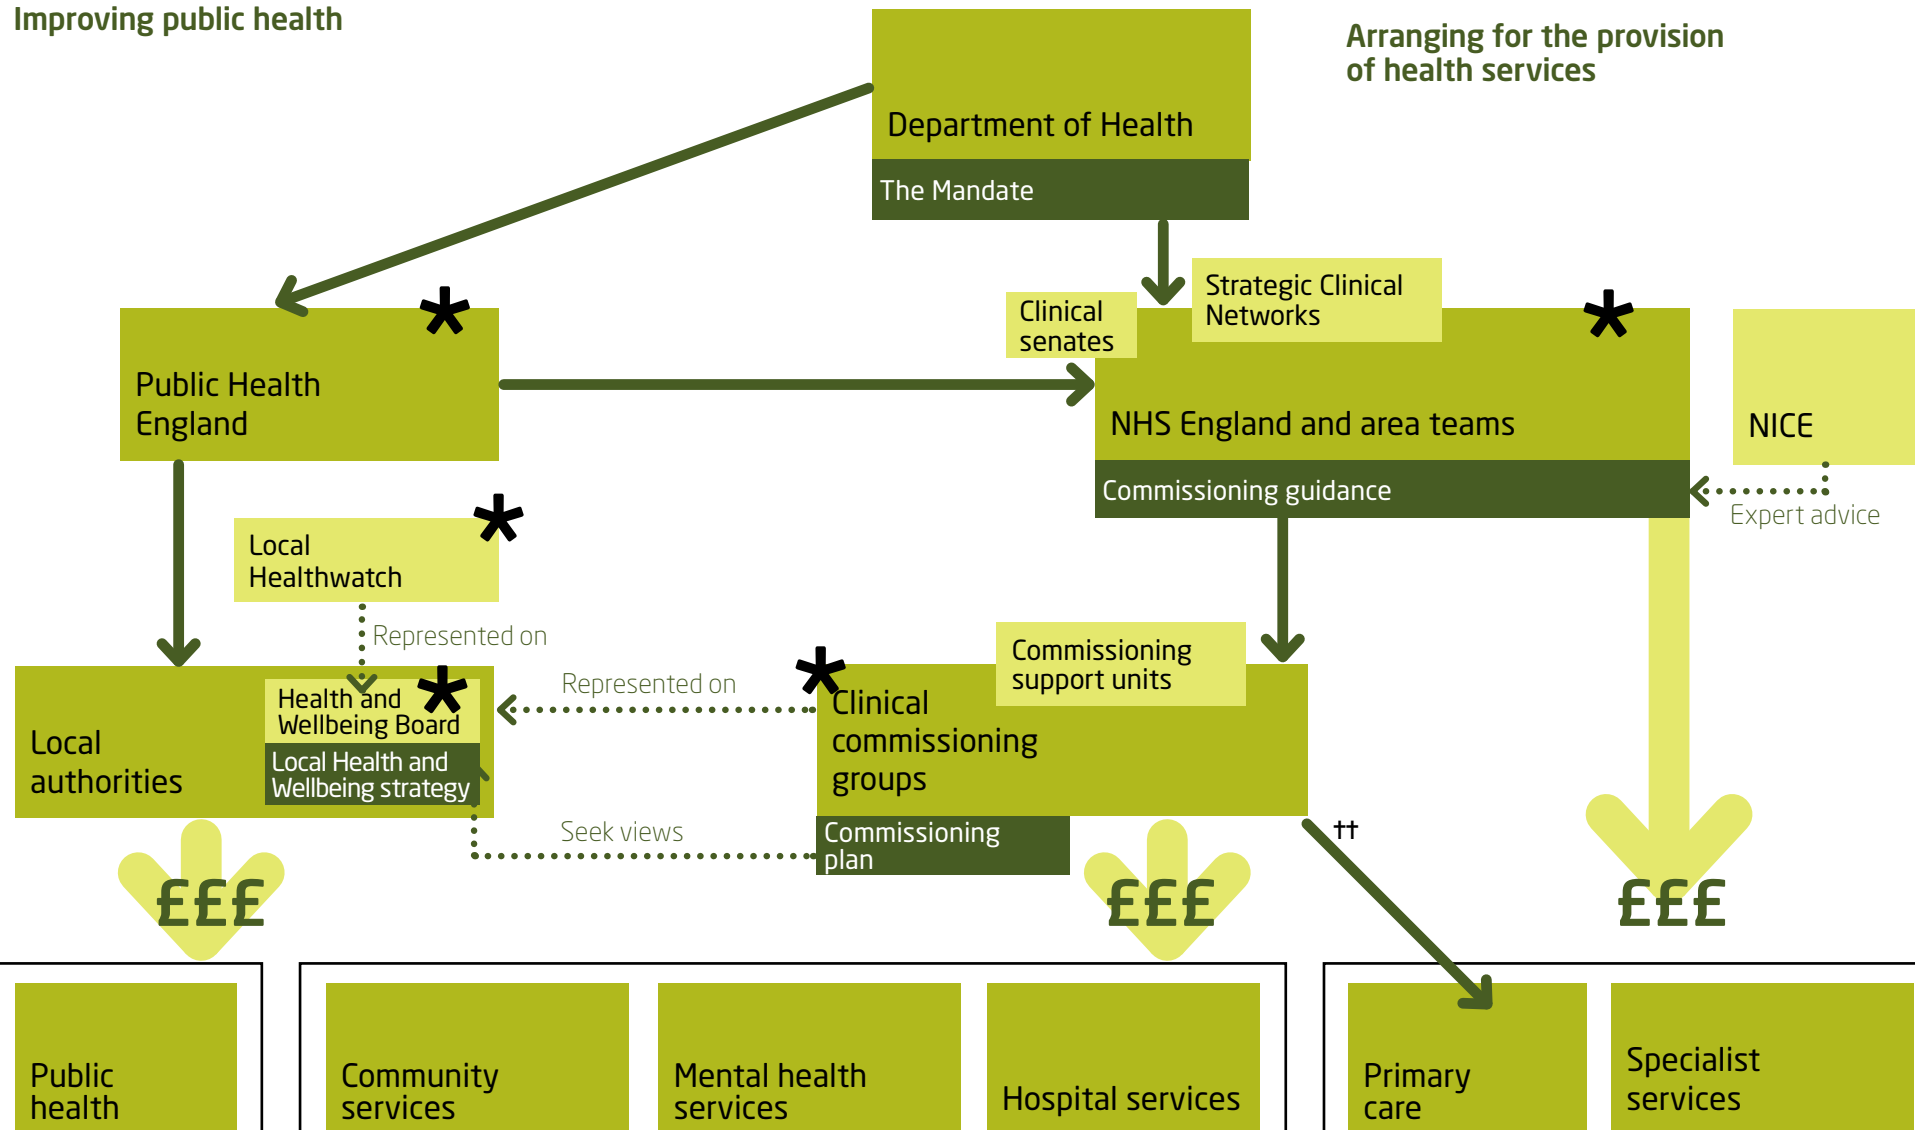 Improving public health
Arranging for the provision
of health services
Department of Health
The Mandate
*
Public Health
England
Clinical
senates
Strategic Clinical
Networks
*
NHS England and area teams
Commissioning guidance
NICE
Expert advice
*
Local
Healthwatch
Represented on
Local
authorities
*
Health and
Wellbeing Board
Local Health and
Wellbeing strategy
Represented on
Seek views
*
Clinical
commissioning
groups
Commissioning
support units
Commissioning
plan
††
£££
£££
£££
Public
health
Community
services
Mental health
services
Hospital services
Primary
care
Specialist
services